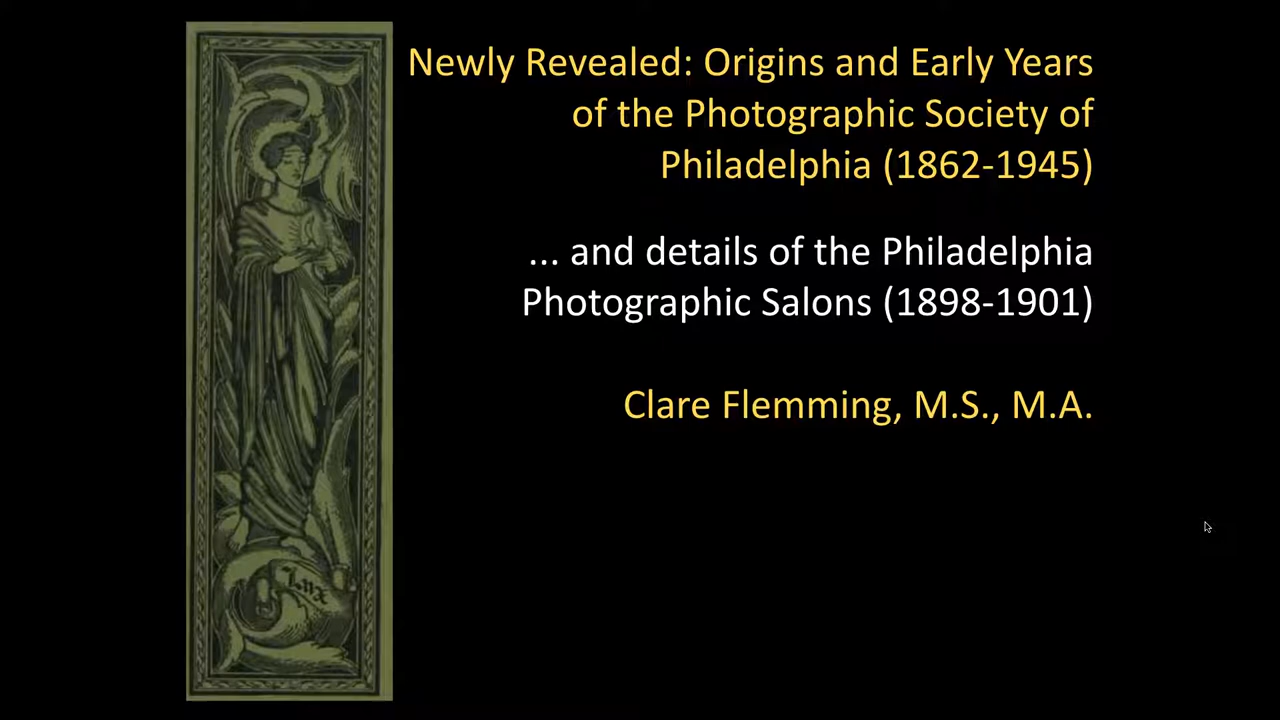 Newly Revealed: Origins and Early Years
of the Photographic Society of
Philadelphia (1862-1945)
... and details of the Philadelphia
Photographic Salons (1898-1901)
Clare Flemming, M.S., M.A.
Lux